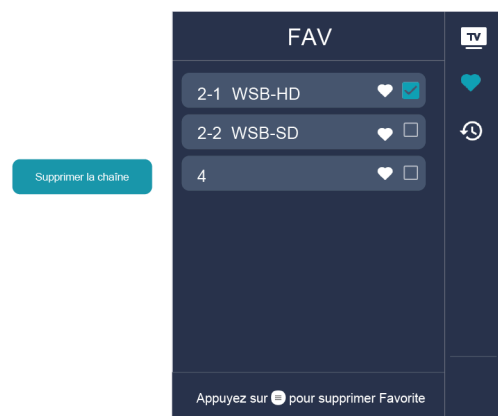 FAV
TV
2-1 WSB-HD
2-2 WSB-SD
Supprimer la chaîne
4
Appuyez sur pour supprimer Favorite